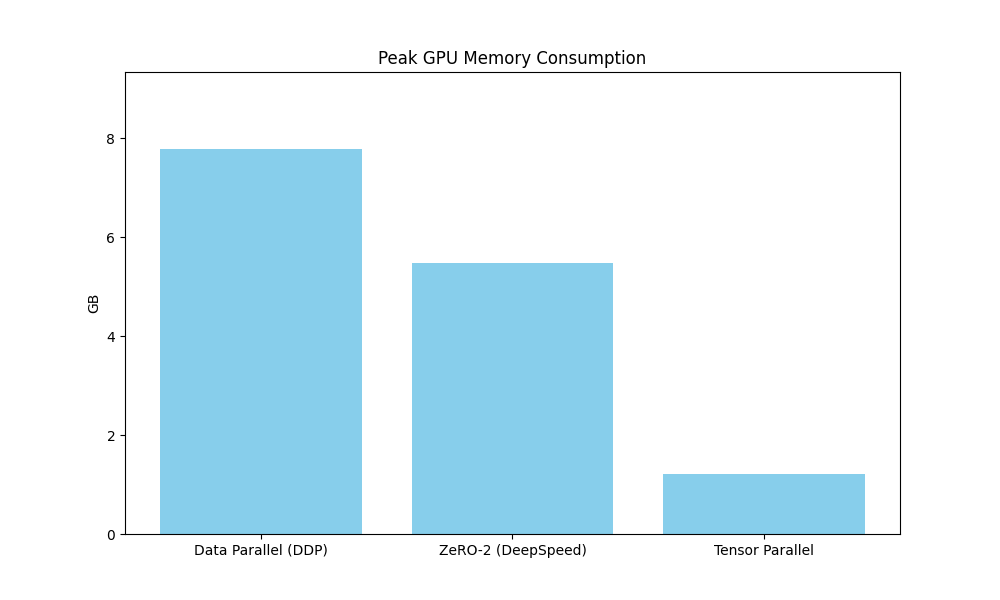 Peak GPU Memory Consumption
GB
8
6
4
2
0
Data Parallel (DDP)
ZeRO-2 (DeepSpeed)
Tensor Parallel